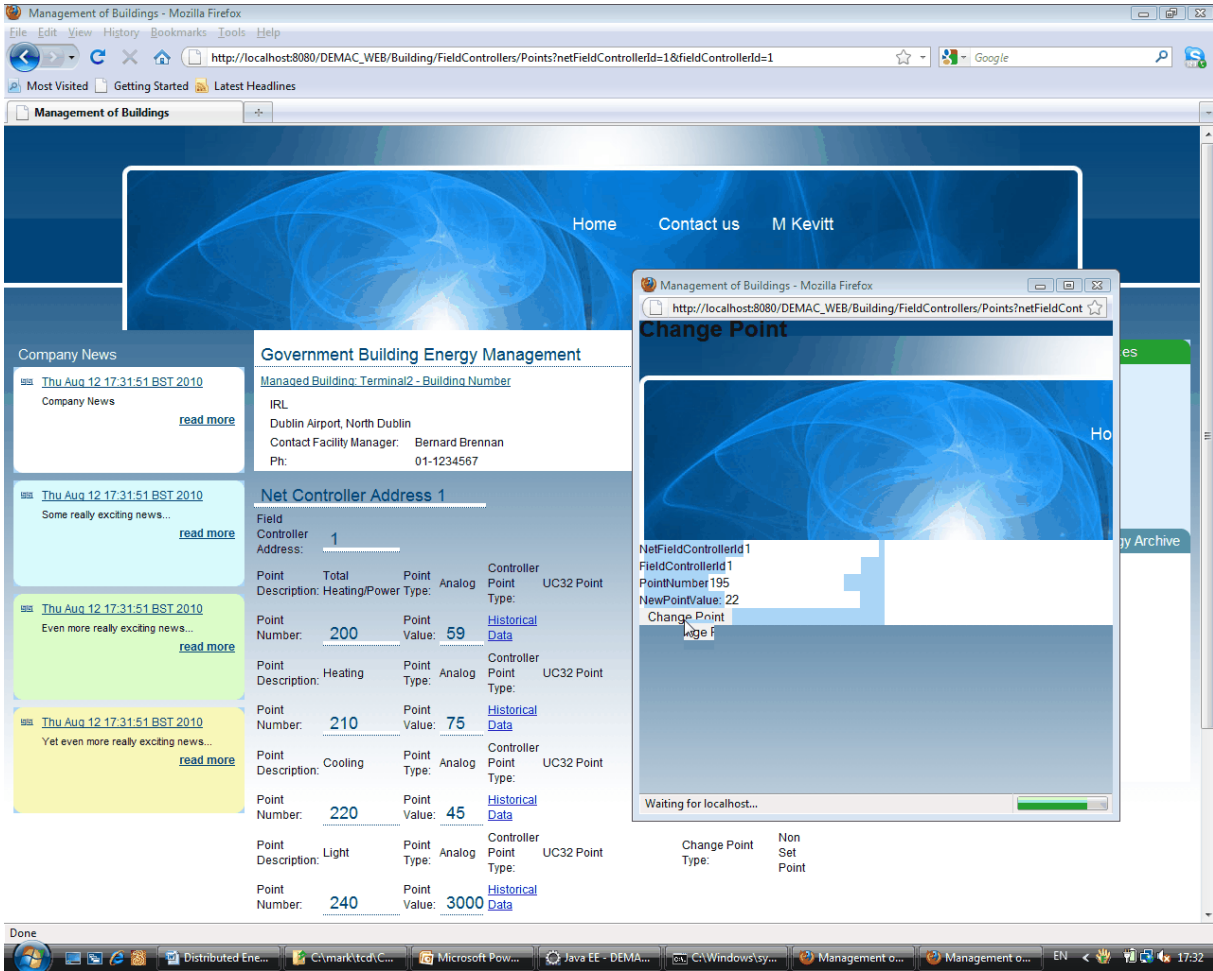 Management of Buildings - Mozilla Firefox
File Edit View History Bookmarks Tools Help
http://localhost:8080/DEMAC_WEB/Building/FieldControllers/Points?netFieldControllerId=1&fieldControllerId=1
Google
Most Visited Getting Started Latest Headlines
Management of Buildings
Home Contact us M Kevitt
Company News
Thu Aug 12 17:31:51 BST 2010
Company News
read more
Thu Aug 12 17:31:51 BST 2010
Some really exciting news...
read more
Thu Aug 12 17:31:51 BST 2010
Even more really exciting news...
read more
Thu Aug 12 17:31:51 BST 2010
Yet even more really exciting news...
read more
Government Building Energy Management
Managed Building: Terminal2 - Building Number
IRL
Dublin Airport, North Dublin
Contact Facility Manager: Bernard Brennan
Ph: 01-1234567
Net Controller Address 1
Field
Controller
Address: 1
Point
Description: Total
Heating/Power Point
Type: Analog Controller
Point
Type: UC32 Point
Point
Number: 200 Point
Value: 59 Historical
Data
Point
Description: Heating Point
Type: Analog Controller
Point
Type: UC32 Point
Point
Number: 210 Point
Value: 75 Historical
Data
Point
Description: Cooling Point
Type: Analog Controller
Point
Type: UC32 Point
Point
Number: 220 Point
Value: 45 Historical
Data
Point
Description: Light Point
Type: Analog Controller
Point
Type: UC32 Point
Change Point
Type: Non
Set
Point
Point
Number: 240 Point
Value: 3000 Historical
Data
Management of Buildings - Mozilla Firefox
http://localhost:8080/DEMAC_WEB/Building/FieldControllers/Points?netFieldCont
Change Point
Ho
NetFieldControllerId 1
FieldControllerId 1
PointNumber 195
NewPointValue: 22
Change Point
ge P
Waiting for localhost...
es
gy Archive
Done
Distributed Ene... C:\mark\tcd\C... Microsoft Pow... Java EE - DEMA... C:\Windows\sy... Management o... Management o... EN 17:32